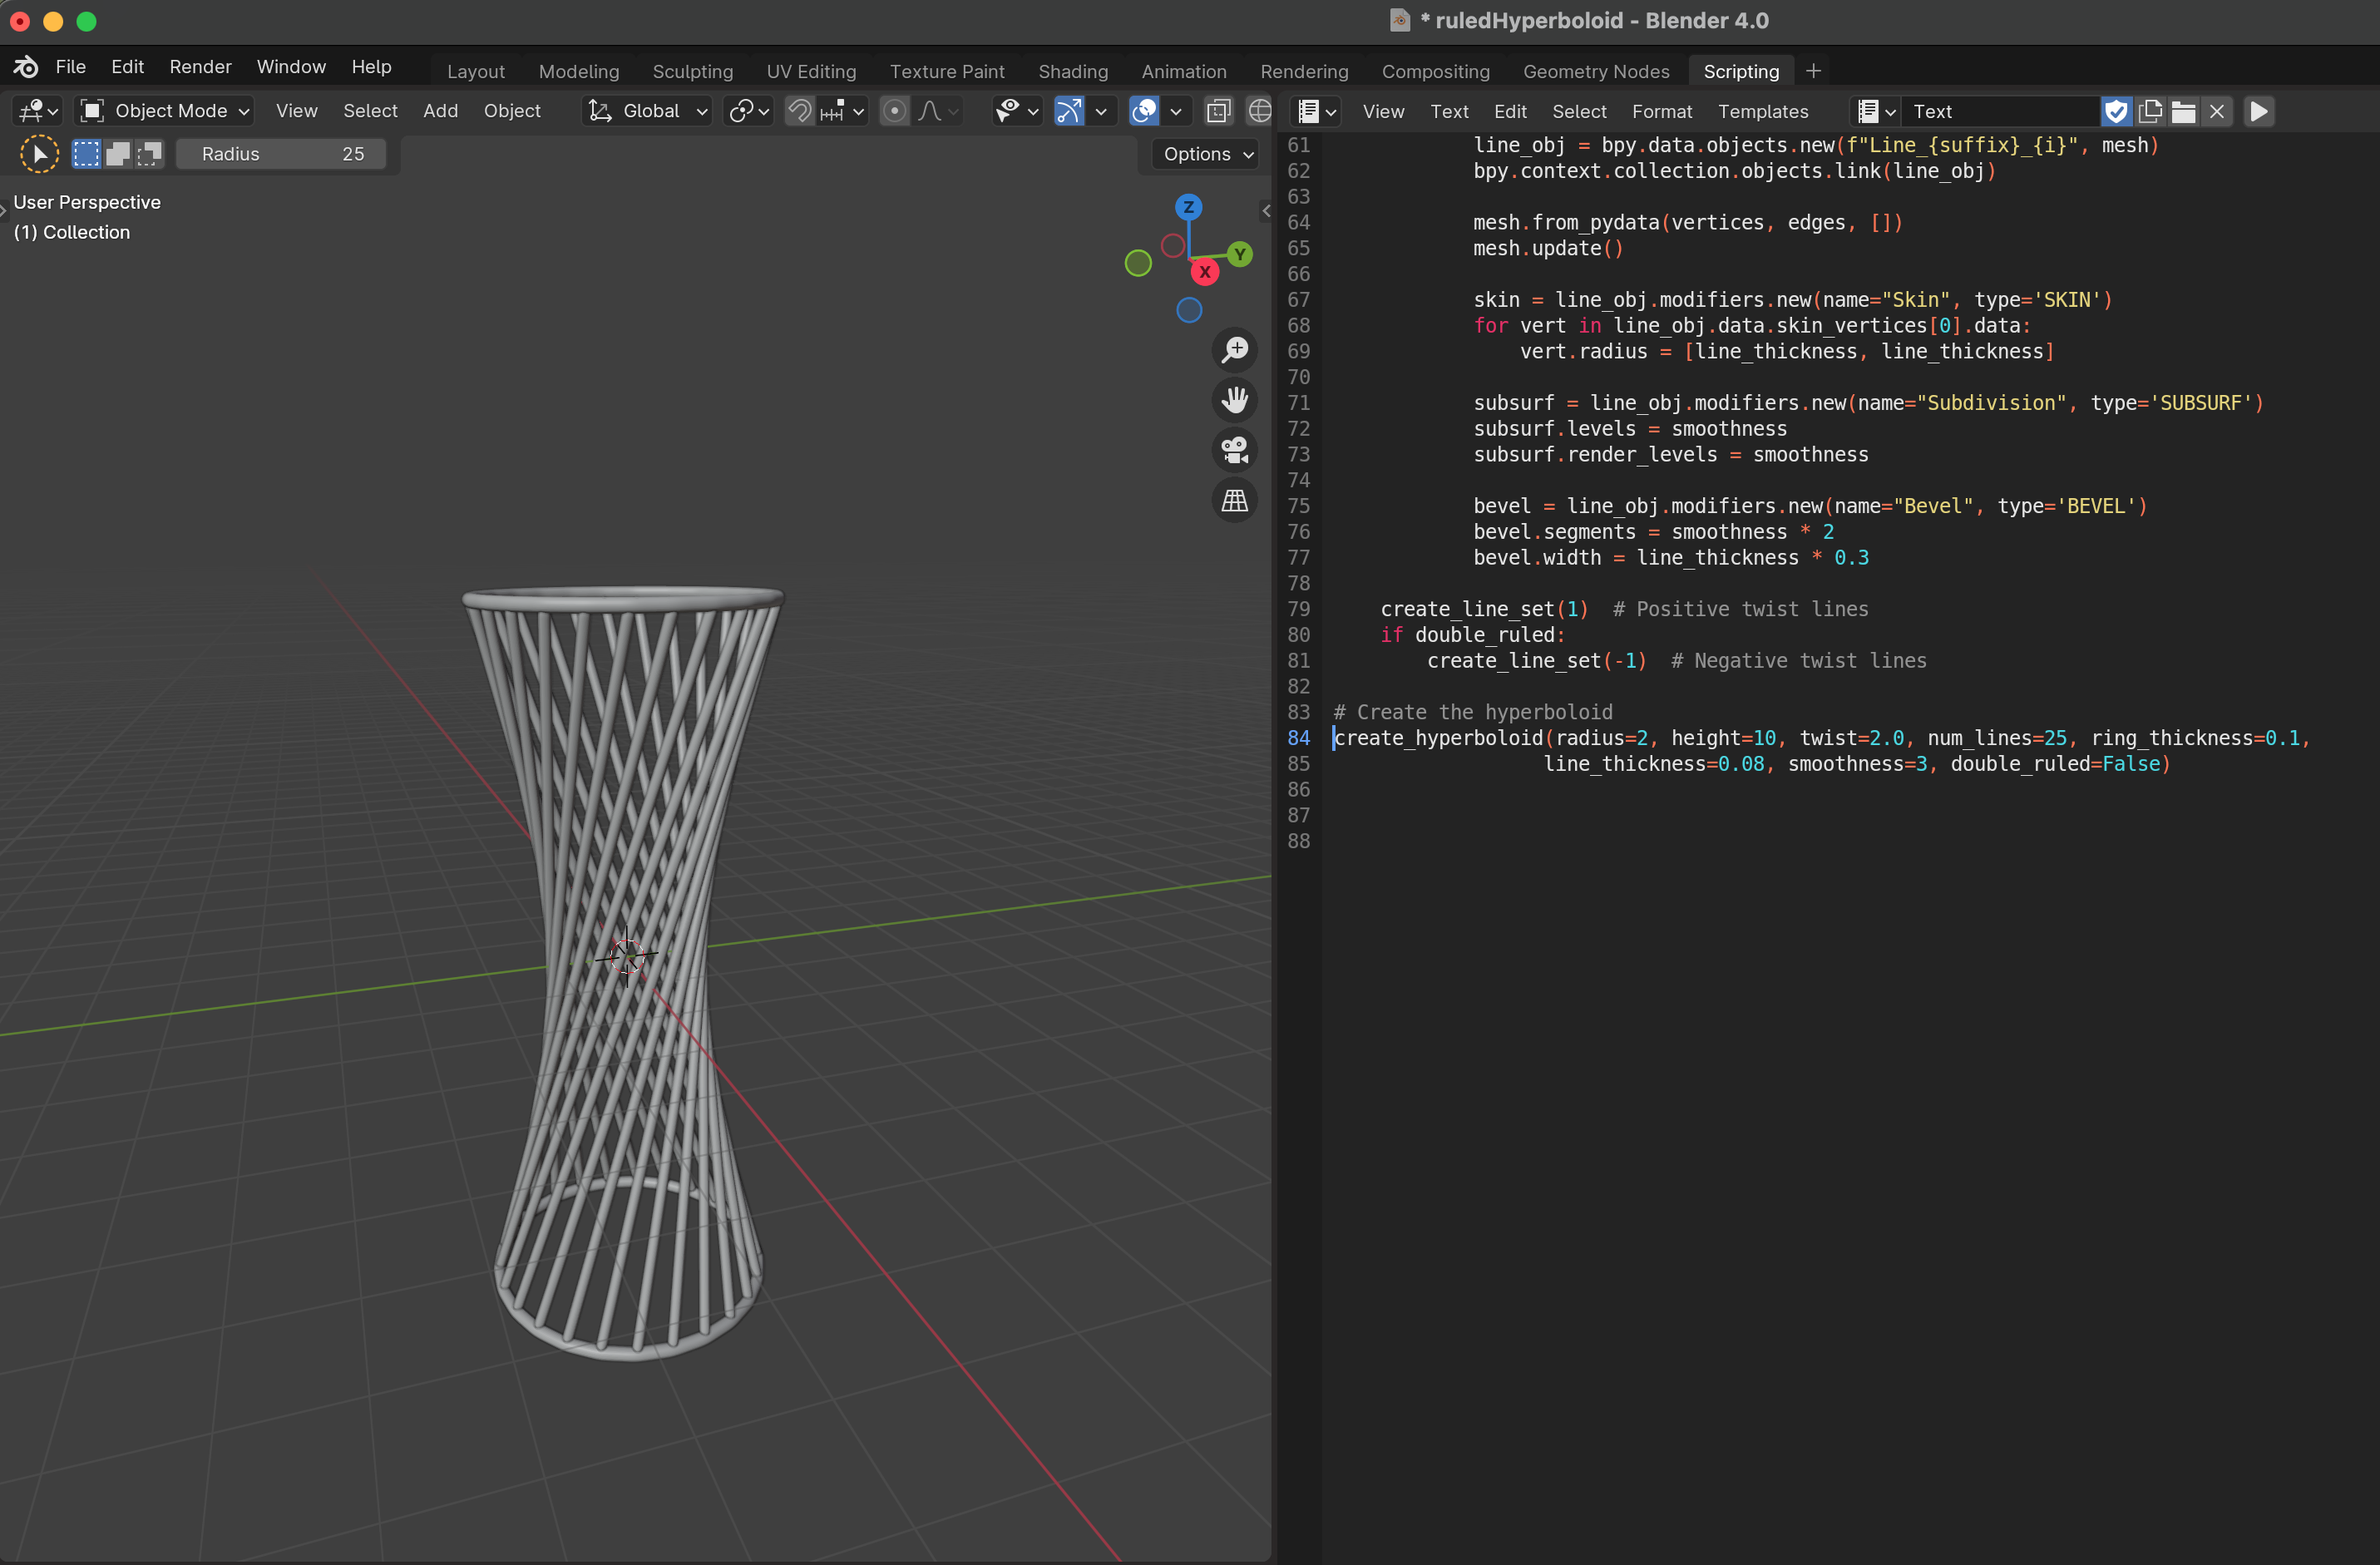 * ruledHyperboloid - Blender 4.0
File Edit Render Window Help Layout Modeling Sculpting UV Editing Texture Paint Shading Animation Rendering Compositing Geometry Nodes Scripting +
Object Mode View Select Add Object Global
Radius 25 Options
User Perspective
(1) Collection
Z
Y
X
View Text Edit Select Format Templates Text
61 line_obj = bpy.data.objects.new(f"Line_{suffix}_{i}", mesh)
62 bpy.context.collection.objects.link(line_obj)
63
64 mesh.from_pydata(vertices, edges, [])
65 mesh.update()
66
67 skin = line_obj.modifiers.new(name="Skin", type='SKIN')
68 for vert in line_obj.data.skin_vertices[0].data:
69 vert.radius = [line_thickness, line_thickness]
70
71 subsurf = line_obj.modifiers.new(name="Subdivision", type='SUBSURF')
72 subsurf.levels = smoothness
73 subsurf.render_levels = smoothness
74
75 bevel = line_obj.modifiers.new(name="Bevel", type='BEVEL')
76 bevel.segments = smoothness * 2
77 bevel.width = line_thickness * 0.3
78
79 create_line_set(1) # Positive twist lines
80 if double_ruled:
81 create_line_set(-1) # Negative twist lines
82
83 # Create the hyperboloid
84 create_hyperboloid(radius=2, height=10, twist=2.0, num_lines=25, ring_thickness=0.1,
85 line_thickness=0.08, smoothness=3, double_ruled=False)
86
87
88